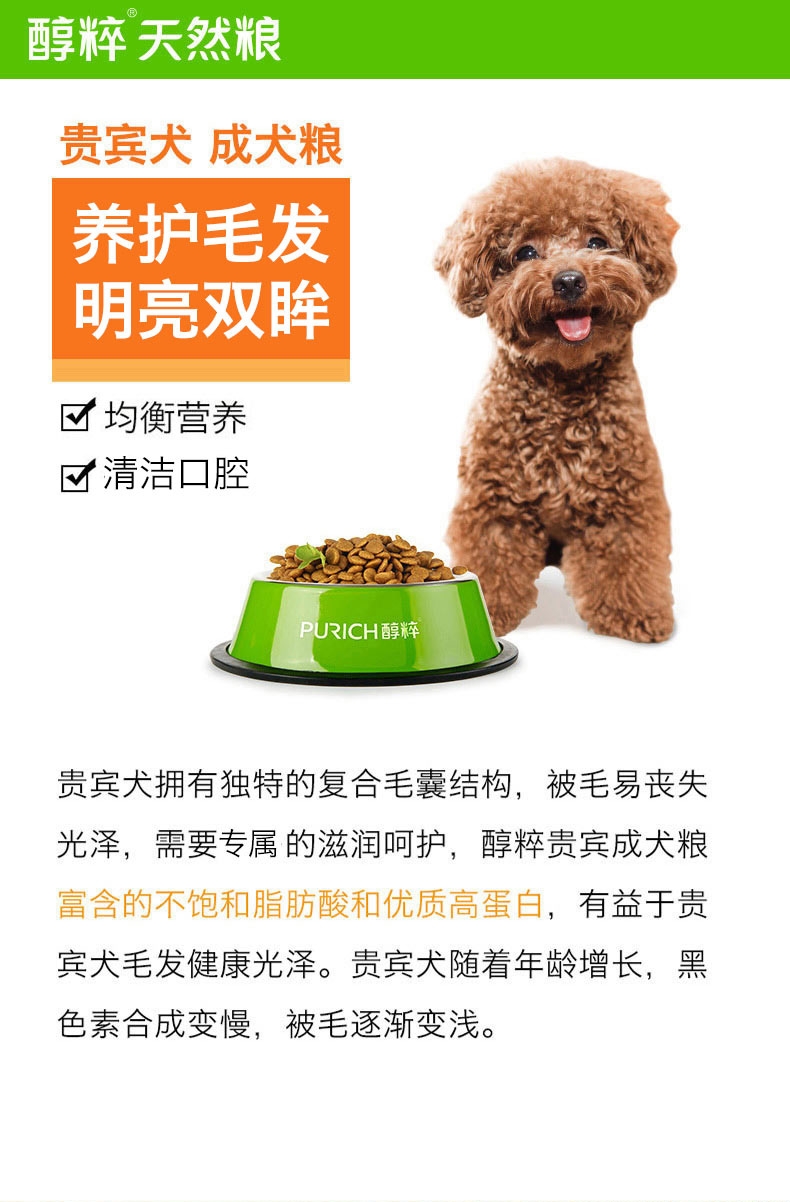 醇粹®天然粮
贵宾犬 成犬粮
养护毛发
明亮双眸
均衡营养
清洁口腔
PURICH醇粹
贵宾犬拥有独特的复合毛囊结构，被毛易丧失
光泽，需要专属的滋润呵护，醇粹贵宾成犬粮
富含的不饱和脂肪酸和优质高蛋白，有益于贵
宾犬毛发健康光泽。贵宾犬随着年龄增长，黑
色素合成变慢，被毛逐渐变浅。